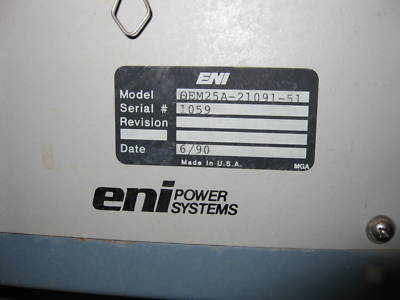 ENI
Model OEM25A-21091-51
Serial # 1059
Revision
Date 6/90
Made in U.S.A. MGA
eni POWER SYSTEMS